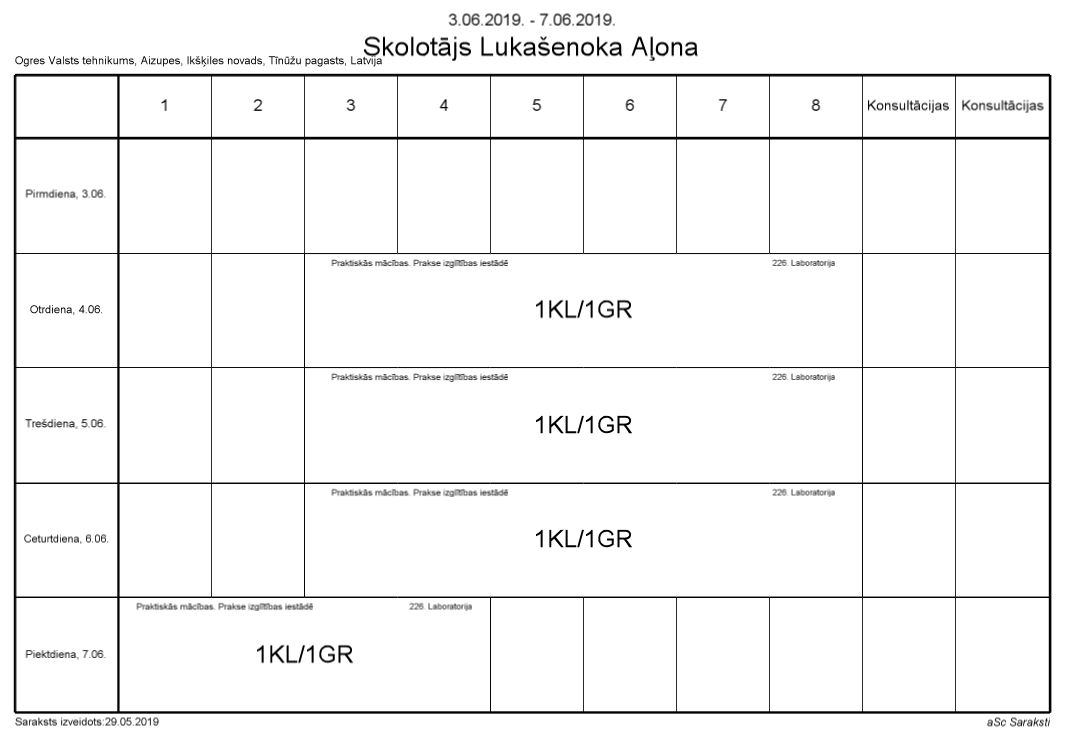 3.06.2019. - 7.06.2019.
Skolotājs Lukašenoka Aļona
Ogres Valsts tehnikums, Aizupes, Ikšķiles novads, Tīnūžu pagasts, Latvija
1 2 3 4 5 6 7 8 Konsultācijas Konsultācijas
Pirmdiena, 3.06.
Praktiskās mācības. Prakse izglītības iestādē 226. Laboratorija
Otrdiena, 4.06. 1KL/1GR
Praktiskās mācības. Prakse izglītības iestādē 226. Laboratorija
Trešdiena, 5.06. 1KL/1GR
Praktiskās mācības. Prakse izglītības iestādē 226. Laboratorija
Ceturtdiena, 6.06. 1KL/1GR
Praktiskās mācības. Prakse izglītības iestādē 226. Laboratorija
Piektdiena, 7.06. 1KL/1GR
Saraksts izveidots:29.05.2019 aSc Saraksti